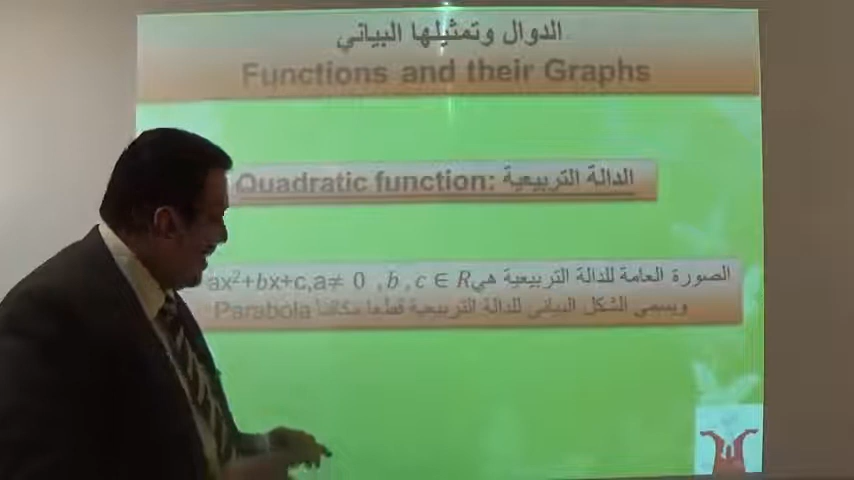 الدوال وتمثيلها البياني
Functions and their Graphs
Quadratic function: الدالة التربيعية
الصورة العامة للدالة التربيعية هي ax²+bx+c,a≠ 0 , b , c ∈ R
ويسمى الشكل البياني للدالة التربيعية قطعا مكافئا Parabola